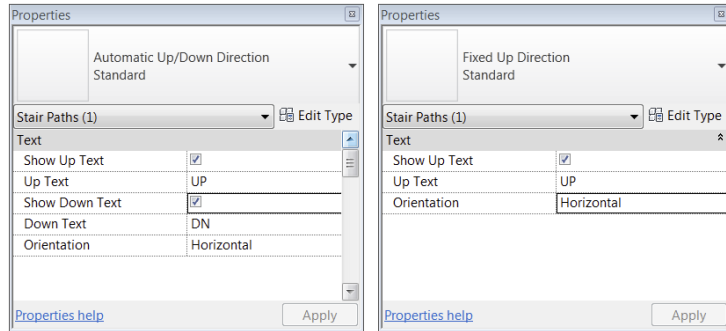 Properties
Automatic Up/Down Direction
Standard
Stair Paths (1)
Edit Type
Text
Show Up Text
Up Text UP
Show Down Text
Down Text DN
Orientation Horizontal
Properties help
Apply
Properties
Fixed Up Direction
Standard
Stair Paths (1)
Edit Type
Text
Show Up Text
Up Text UP
Orientation Horizontal
Properties help
Apply